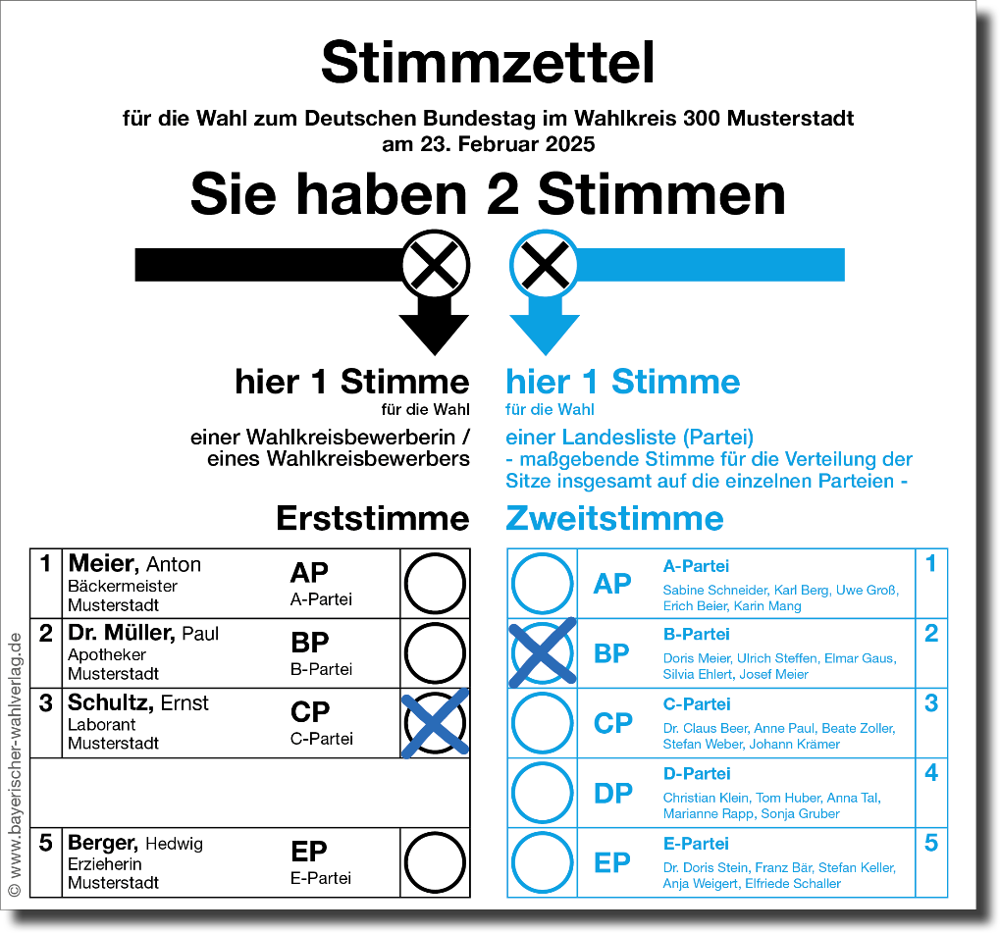 Stimmzettel
für die Wahl zum Deutschen Bundestag im Wahlkreis 300 Musterstadt
am 23. Februar 2025
Sie haben 2 Stimmen
hier 1 Stimme
für die Wahl
einer Wahlkreisbewerberin /
eines Wahlkreisbewerbers
Erststimme
hier 1 Stimme
für die Wahl
einer Landesliste (Partei)
- maßgebende Stimme für die Verteilung der
Sitze insgesamt auf die einzelnen Parteien -
Zweitstimme
1 Meier, Anton AP
Bäckermeister A-Partei
Musterstadt
2 Dr. Müller, Paul BP
Apotheker B-Partei
Musterstadt
3 Schultz, Ernst CP
Laborant C-Partei
Musterstadt
5 Berger, Hedwig EP
Erzieherin E-Partei
Musterstadt
AP A-Partei 1
Sabine Schneider, Karl Berg, Uwe Groß,
Erich Beier, Karin Mang
BP B-Partei 2
Doris Meier, Ulrich Steffen, Elmar Gaus,
Silvia Ehlert, Josef Meier
CP C-Partei 3
Dr. Claus Beer, Anne Paul, Beate Zoller,
Stefan Weber, Johann Krämer
DP D-Partei 4
Christian Klein, Tom Huber, Anna Tal,
Marianne Rapp, Sonja Gruber
EP E-Partei 5
Dr. Doris Stein, Franz Bär, Stefan Keller,
Anja Weigert, Elfriede Schaller
© www.bayerischer-wahlverlag.de